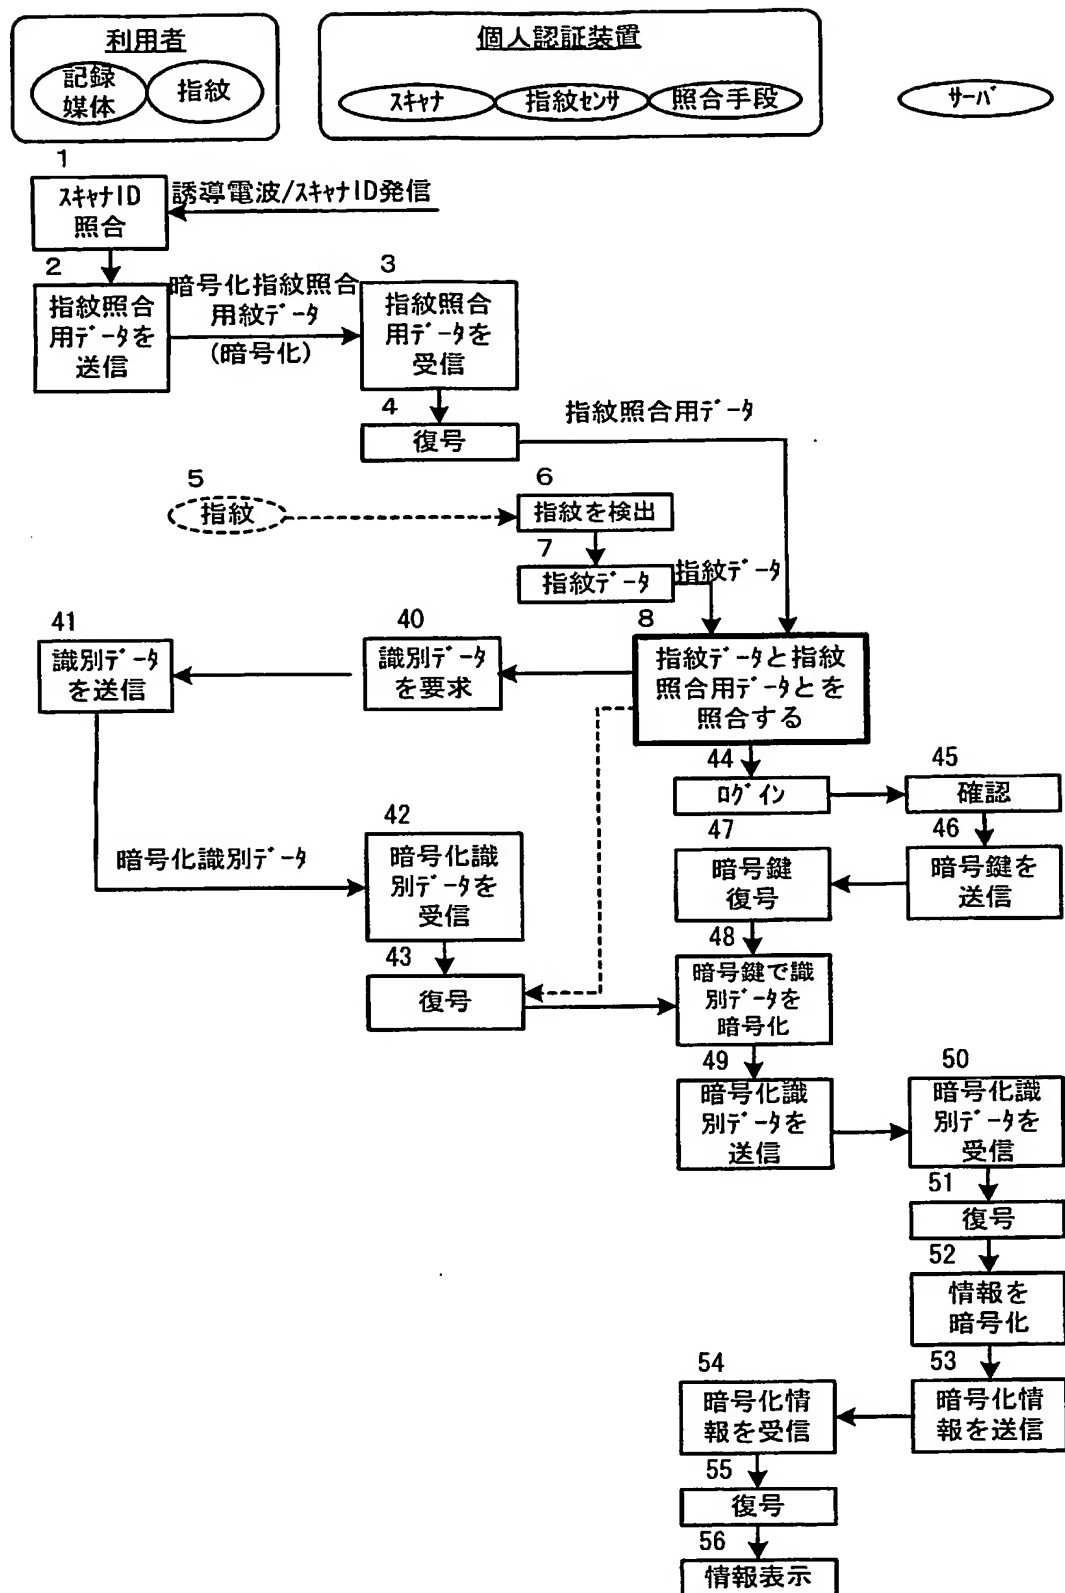 利用者
記録
媒体
指紋
個人認証装置
スキャナ
指紋センサ
照合手段
サーバ
1
スキャナID
照合
誘導電波/スキャナID発信
2
指紋照合
用データを
送信
暗号化指紋照合
用紋データ
(暗号化)
3
指紋照合
用データを
受信
4
復号
指紋照合用データ
5
指紋
6
指紋を検出
7
指紋データ
指紋データ
8
指紋データと指紋
照合用データとを
照合する
40
識別データ
を要求
41
識別データ
を送信
暗号化識別データ
42
暗号化識
別データを
受信
43
復号
44
ログイン
45
確認
46
暗号鍵を
送信
47
暗号鍵
復号
48
暗号鍵で識
別データを
暗号化
49
暗号化識
別データを
送信
50
暗号化識
別データを
受信
51
復号
52
情報を
暗号化
53
暗号化情
報を送信
54
暗号化情
報を受信
55
復号
56
情報表示